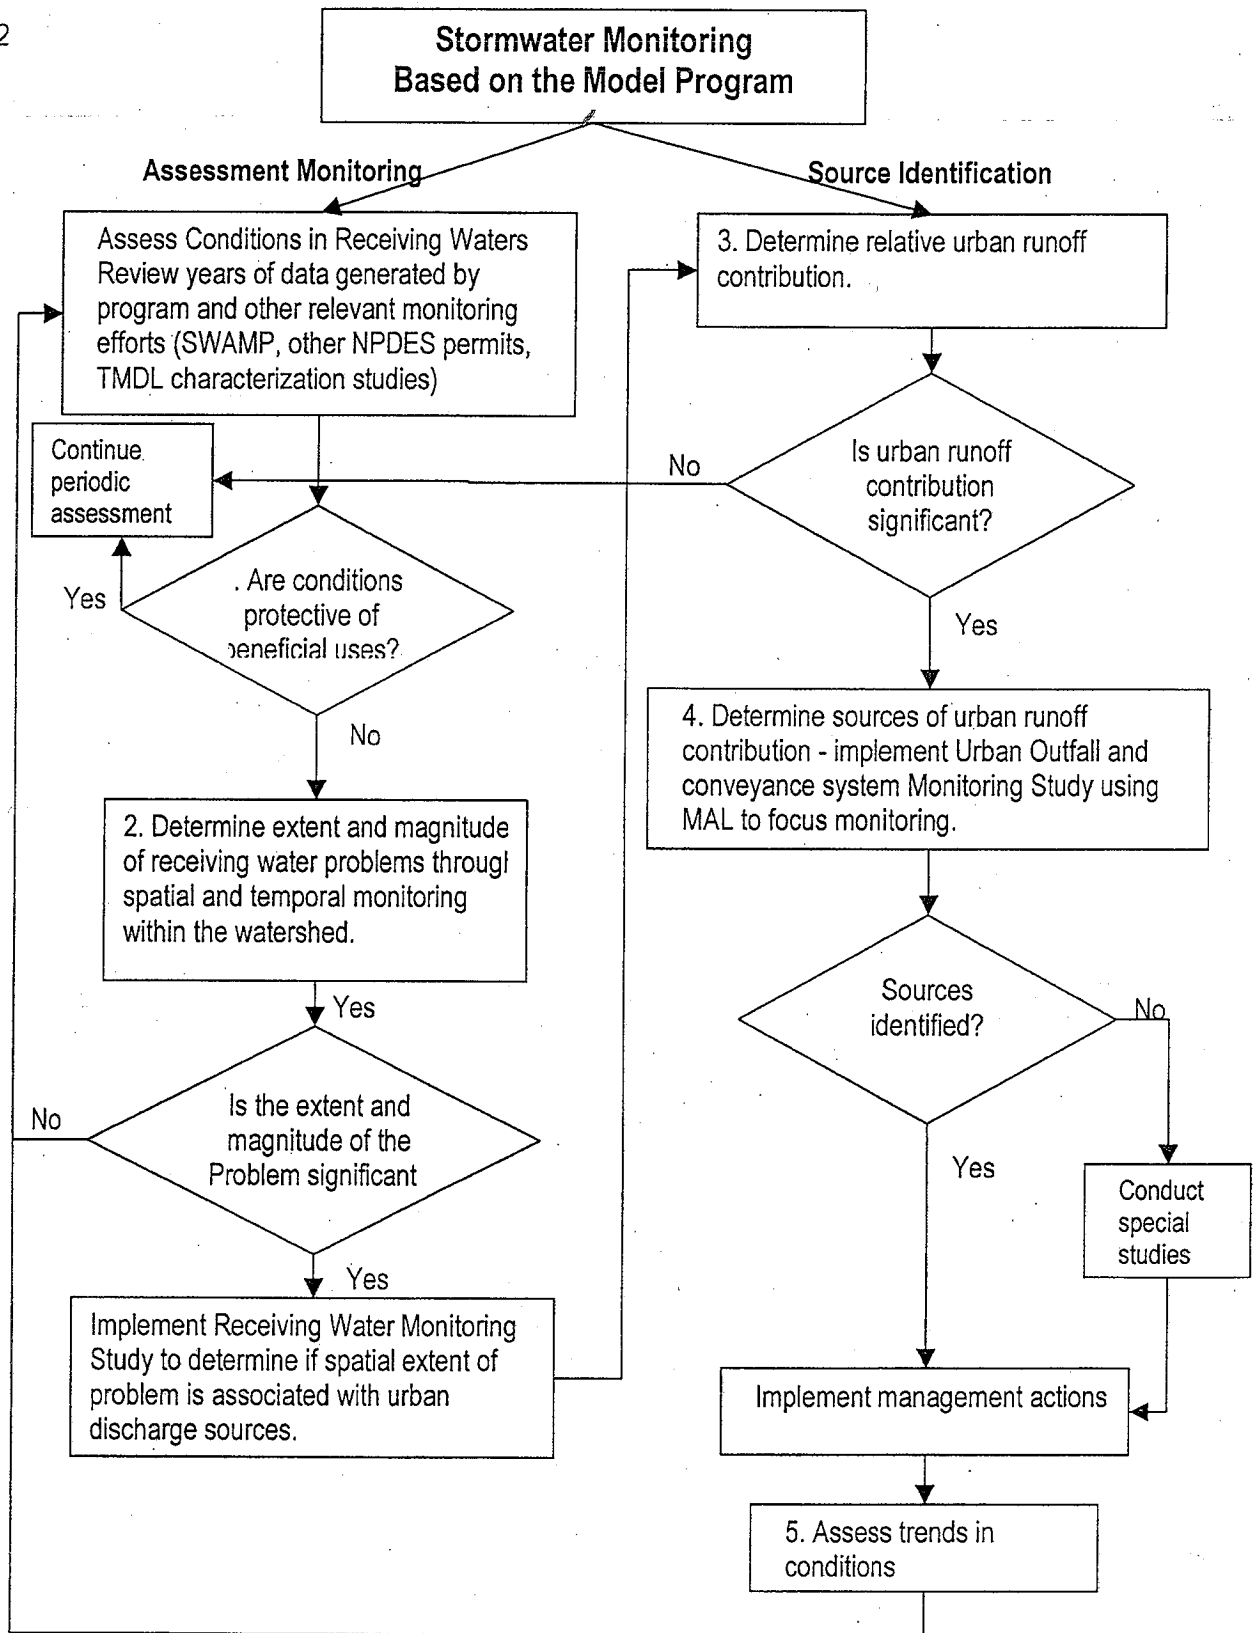 2
Stormwater Monitoring
Based on the Model Program
Assessment Monitoring
Source Identification
Assess Conditions in Receiving Waters
Review years of data generated by
program and other relevant monitoring
efforts (SWAMP, other NPDES permits,
TMDL characterization studies)
Continue
periodic
assessment
Yes
. Are conditions
protective of
beneficial uses?
No
2. Determine extent and magnitude
of receiving water problems through
spatial and temporal monitoring
within the watershed.
Yes
Is the extent and
magnitude of the
Problem significant
No
Yes
Implement Receiving Water Monitoring
Study to determine if spatial extent of
problem is associated with urban
discharge sources.
3. Determine relative urban runoff
contribution.
Is urban runoff
contribution
significant?
No
Yes
4. Determine sources of urban runoff
contribution - implement Urban Outfall and
conveyance system Monitoring Study using
MAL to focus monitoring.
Sources
identified?
No
Yes
Conduct
special
studies
Implement management actions
5. Assess trends in
conditions